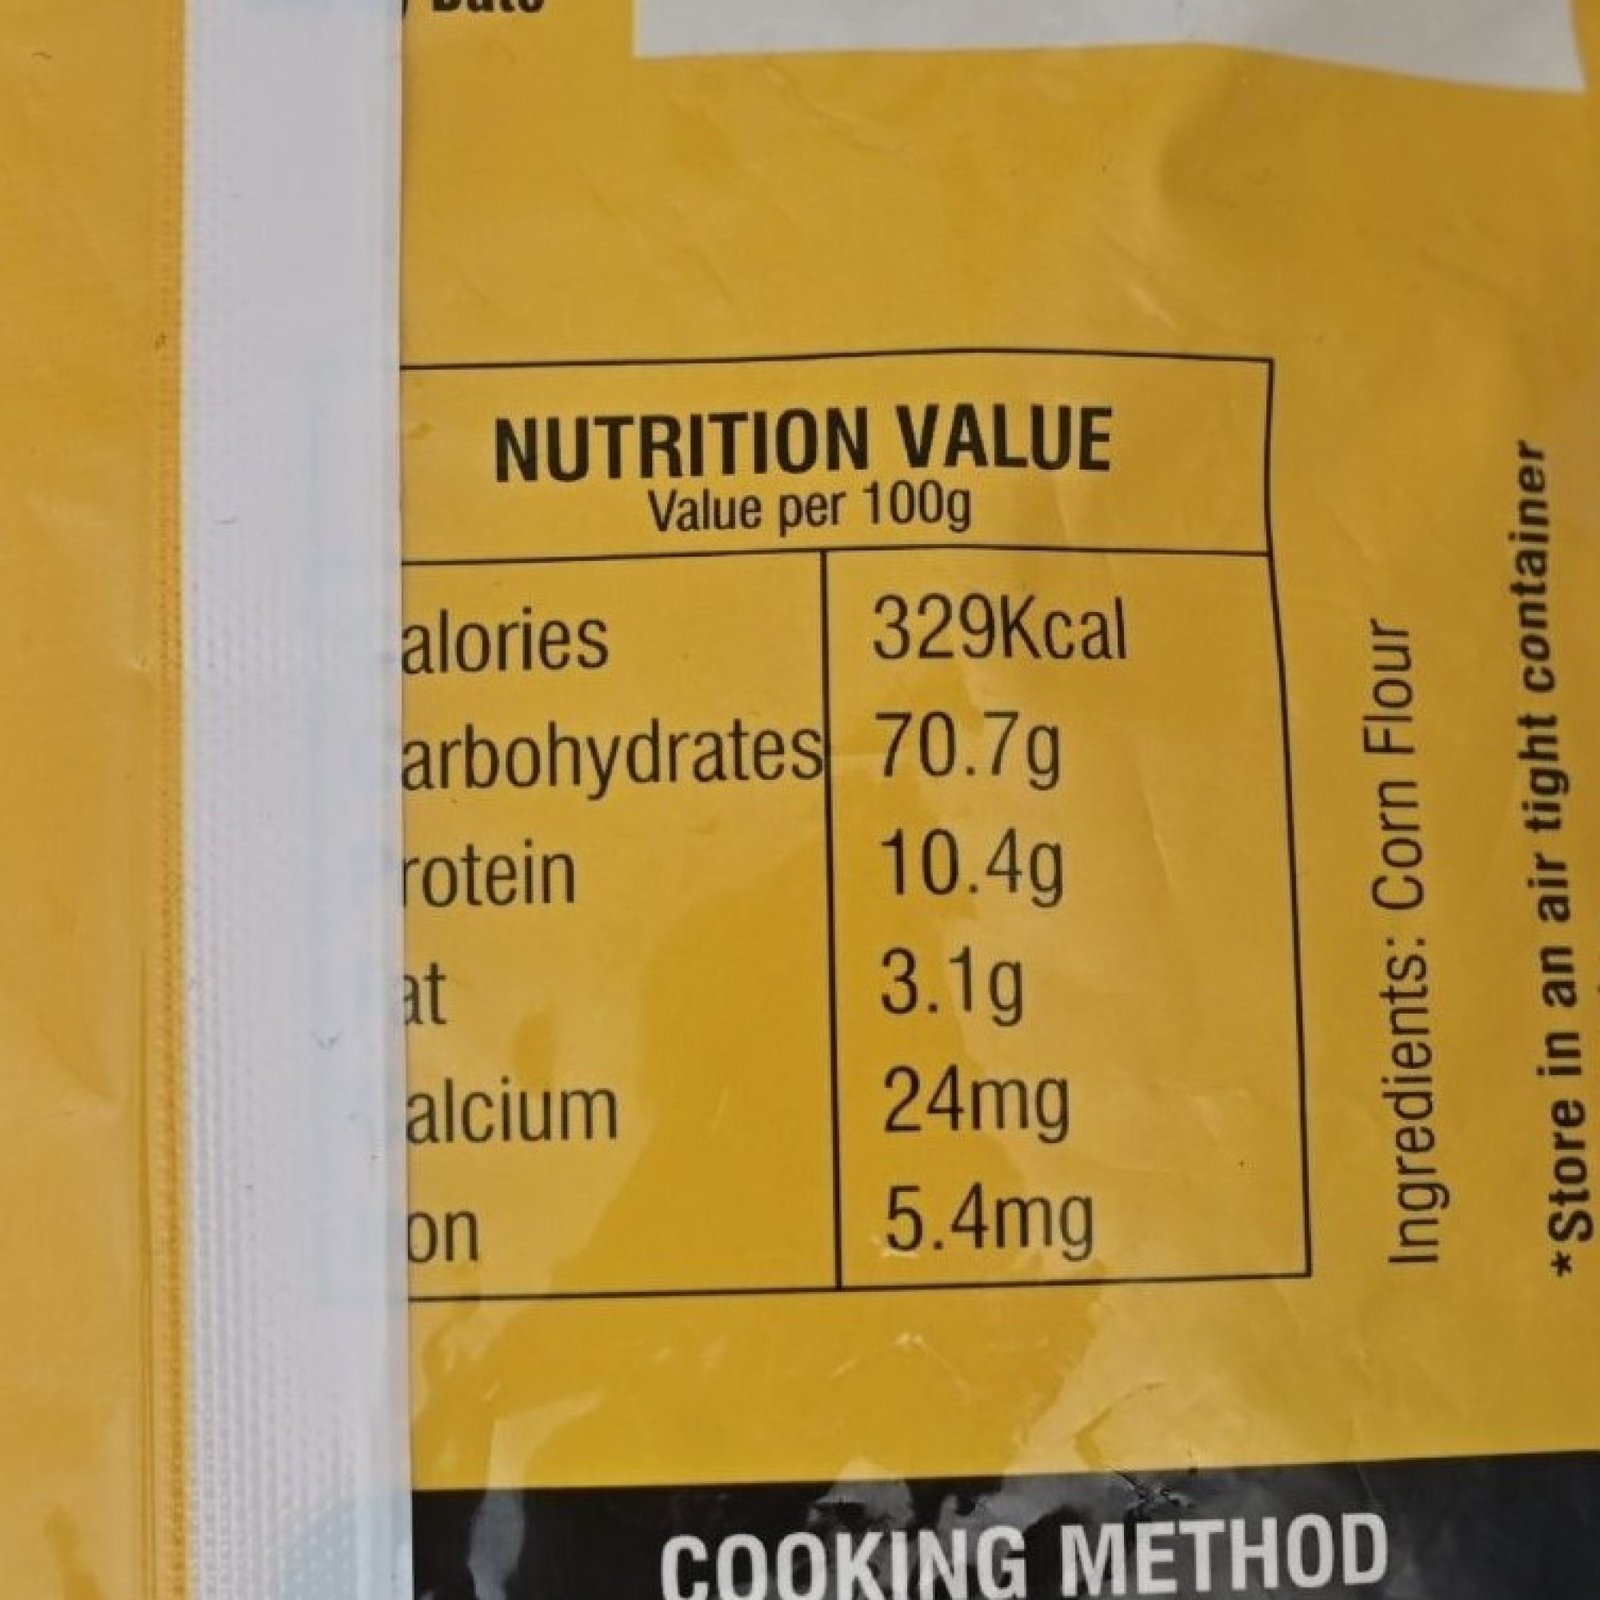 Date
NUTRITION VALUE
Value per 100g
alories 329Kcal
arbohydrates 70.7g
rotein 10.4g
at 3.1g
alcium 24mg
on 5.4mg
Ingredients: Corn Flour
*Store in an air tight container
COOKING METHOD